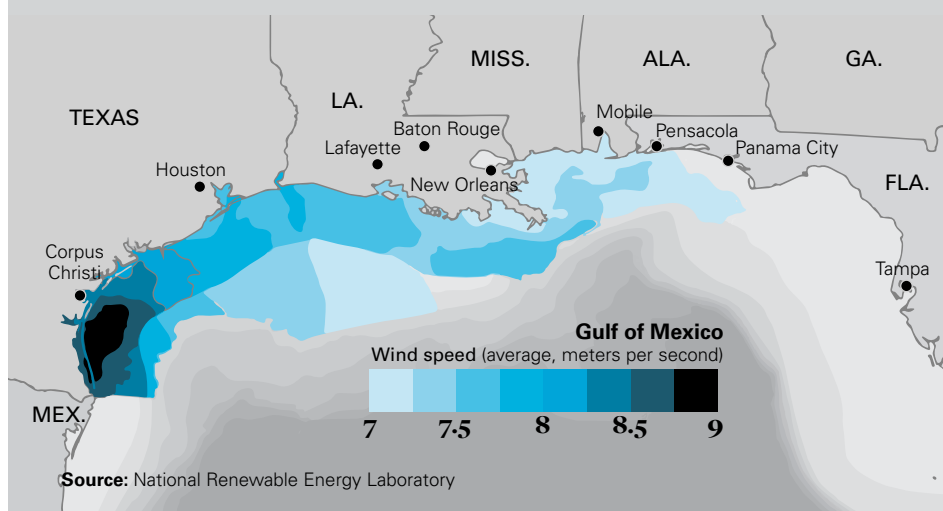 MISS.
ALA.
GA.
LA.
TEXAS
Mobile
Baton Rouge
Pensacola
Lafayette
Panama City
Houston
New Orleans
FLA.
Corpus
Christi
Tampa
Gulf of Mexico
Wind speed (average, meters per second)
7 7.5 8 8.5 9
MEX.
Source: National Renewable Energy Laboratory